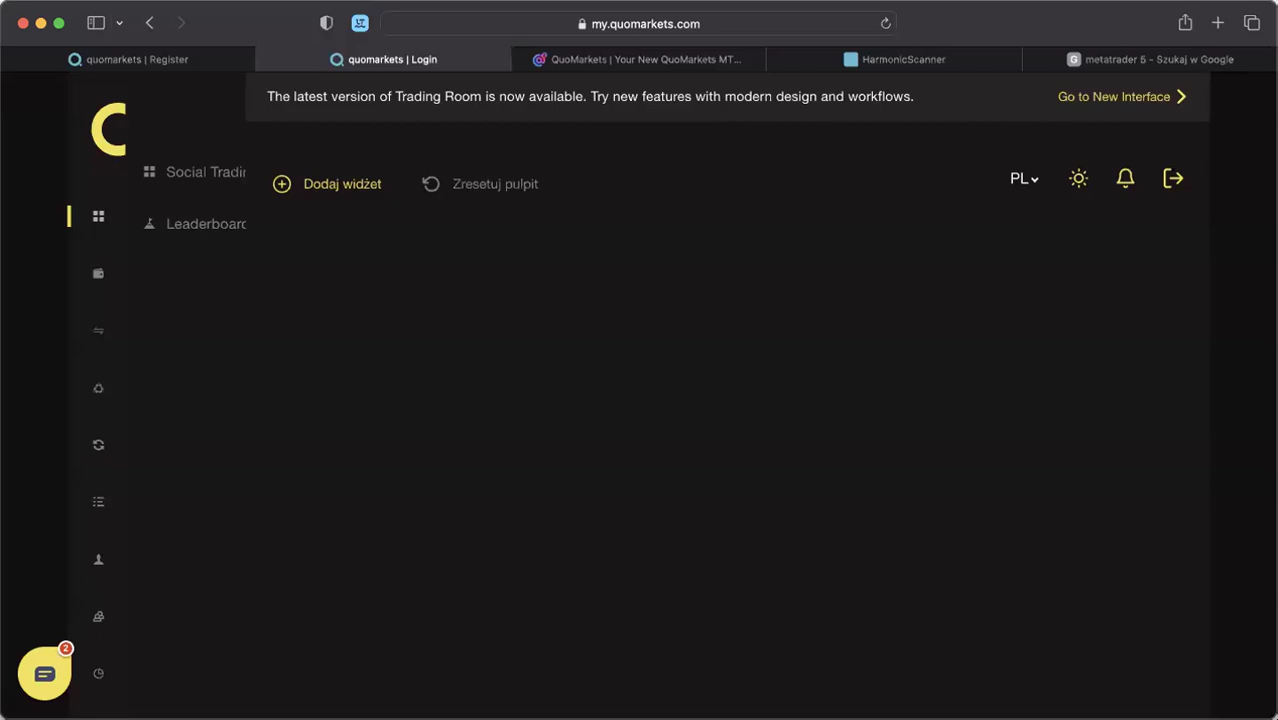 my.quomarkets.com
quomarkets | Register
quomarkets | Login
QuoMarkets | Your New QuoMarkets MT...
HarmonicScanner
G metatrader 5 - Szukaj w Google
The latest version of Trading Room is now available. Try new features with modern design and workflows.
Go to New Interface
Social Tradin
Dodaj widżet
Zresetuj pulpit
PL
Leaderboard
2